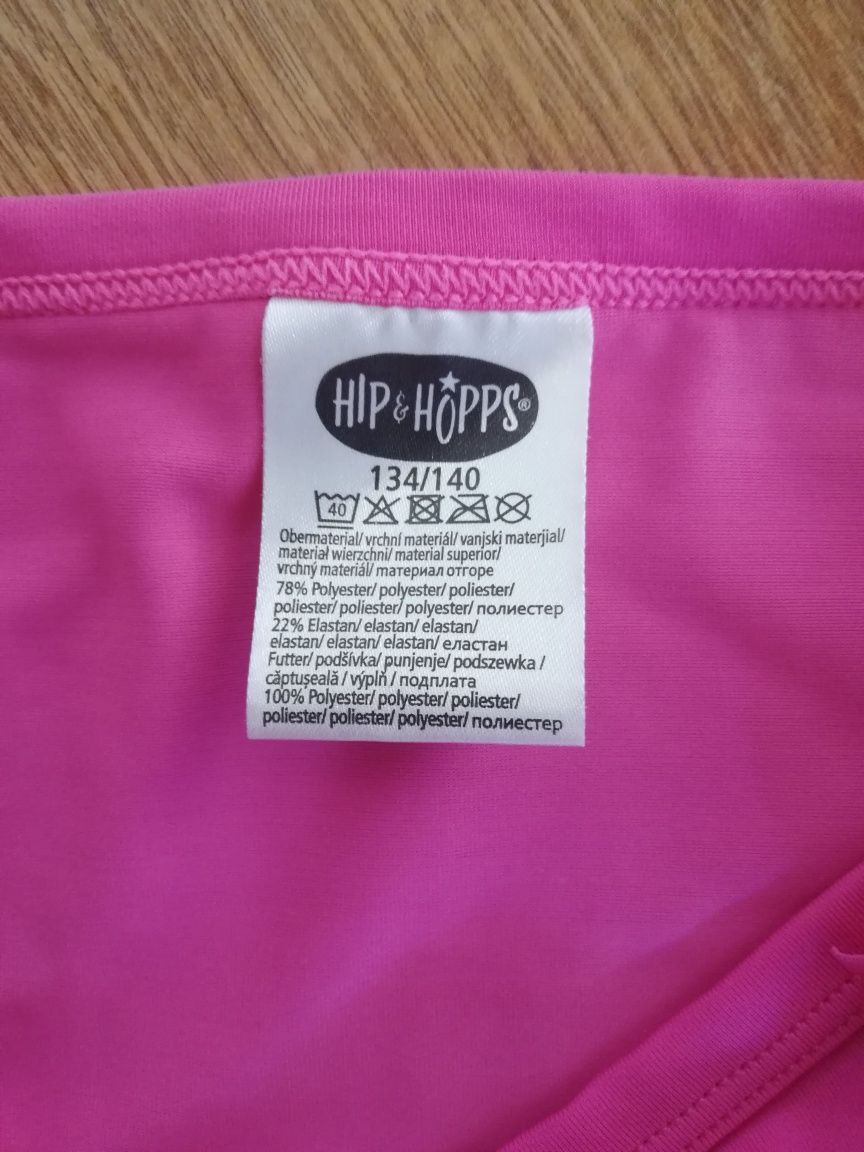 HIP & HOPPS®
134/140
40
Obermaterial/ vrchní materiál/ vanjski materjial/
materiał wierzchni/ material superior/
vrchný materiál/ материал отгоре
78% Polyester/ polyester/ poliester/
poliester/ poliester/ polyester/ полиестер
22% Elastan/ elastan/ elastan/
elastan/ elastan/ elastan/ еластан
Futter/ podšívka/ punjenje/ podszewka /
căptuşeală / výplň / подплата
100% Polyester/ polyester/ poliester/
poliester/ poliester/ polyester/ полиестер